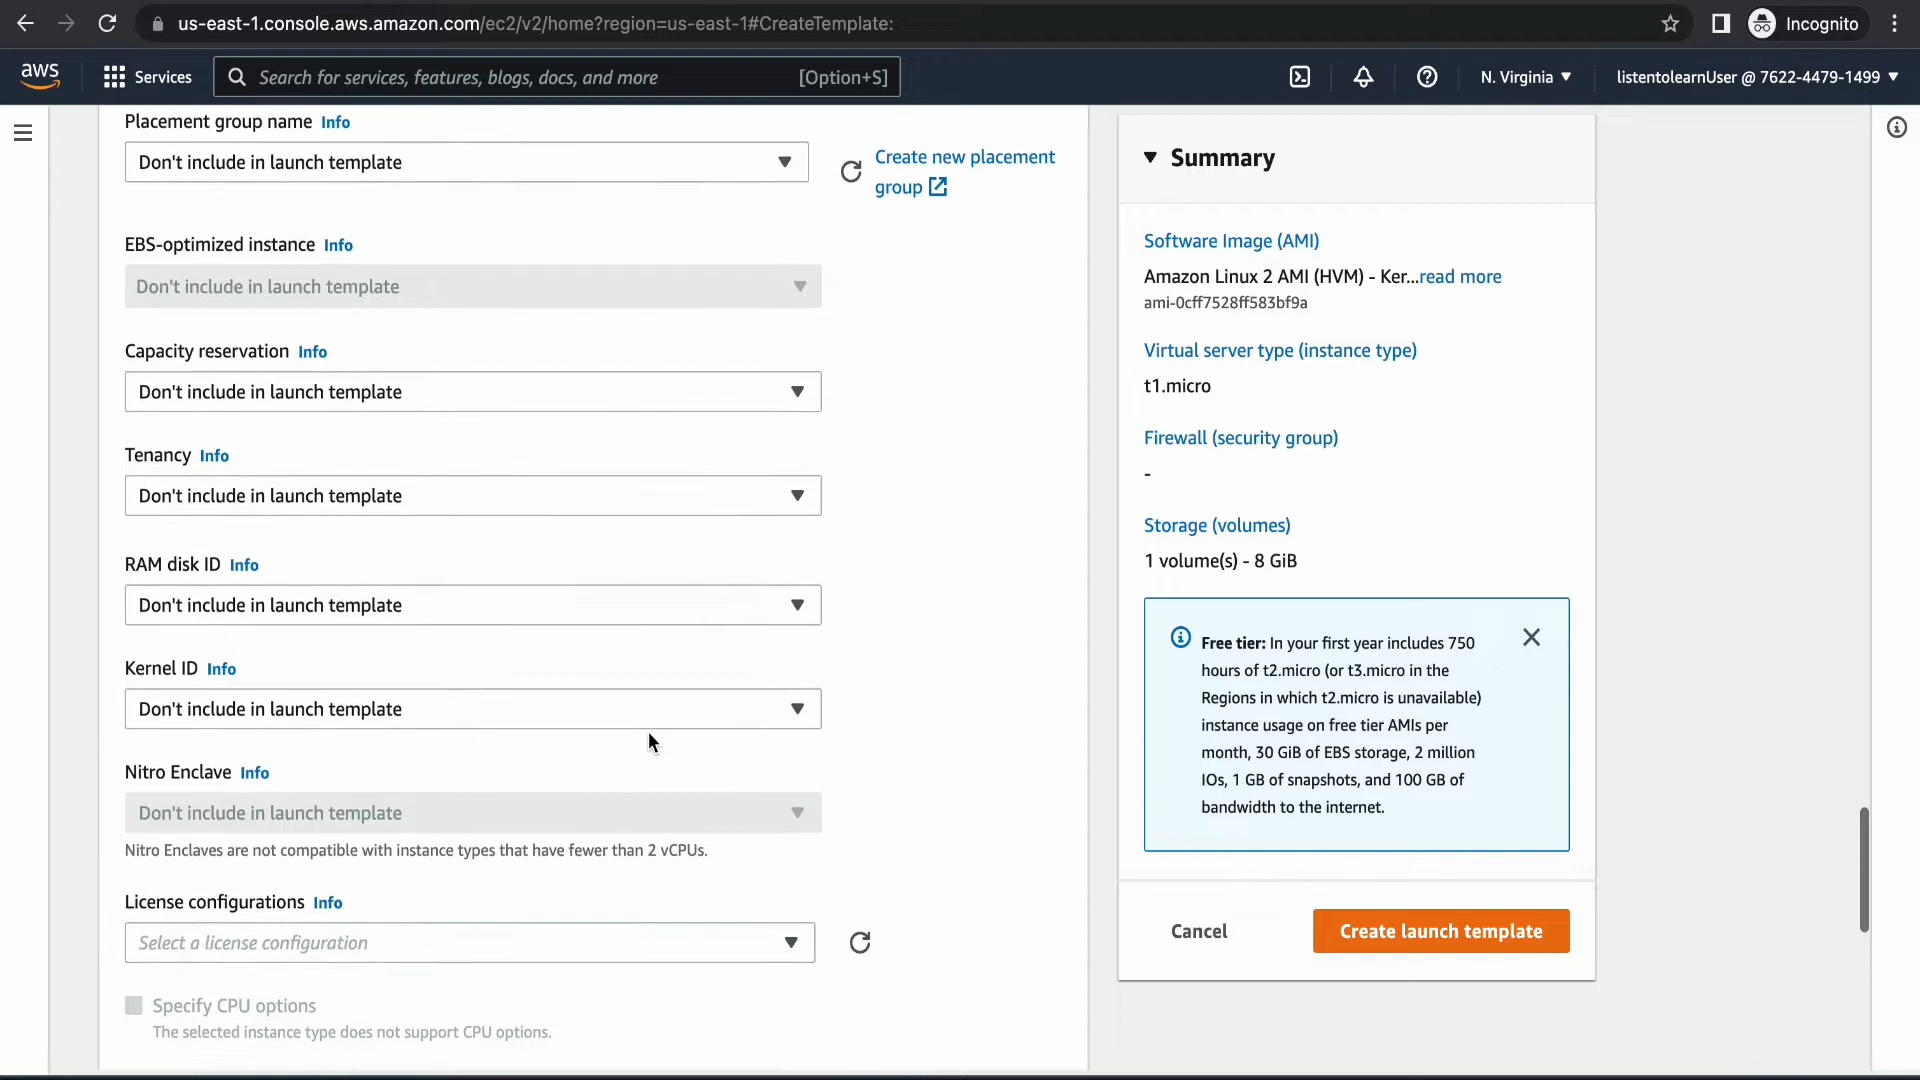 us-east-1.console.aws.amazon.com/ec2/v2/home?region=us-east-1#CreateTemplate:
Incognito
aws
Services
Search for services, features, blogs, docs, and more
[Option+S]
N. Virginia
listentolearnUser @ 7622-4479-1499
Placement group name Info
Don't include in launch template
Create new placement
group
EBS-optimized instance Info
Don't include in launch template
Capacity reservation Info
Don't include in launch template
Tenancy Info
Don't include in launch template
RAM disk ID Info
Don't include in launch template
Kernel ID Info
Don't include in launch template
Nitro Enclave Info
Don't include in launch template
Nitro Enclaves are not compatible with instance types that have fewer than 2 vCPUs.
License configurations Info
Select a license configuration
Specify CPU options
The selected instance type does not support CPU options.
Summary
Software Image (AMI)
Amazon Linux 2 AMI (HVM) - Ker...read more
ami-0cff7528ff583bf9a
Virtual server type (instance type)
t1.micro
Firewall (security group)
-
Storage (volumes)
1 volume(s) - 8 GiB
Free tier: In your first year includes 750
hours of t2.micro (or t3.micro in the
Regions in which t2.micro is unavailable)
instance usage on free tier AMIs per
month, 30 GiB of EBS storage, 2 million
IOs, 1 GB of snapshots, and 100 GB of
bandwidth to the internet.
Cancel
Create launch template